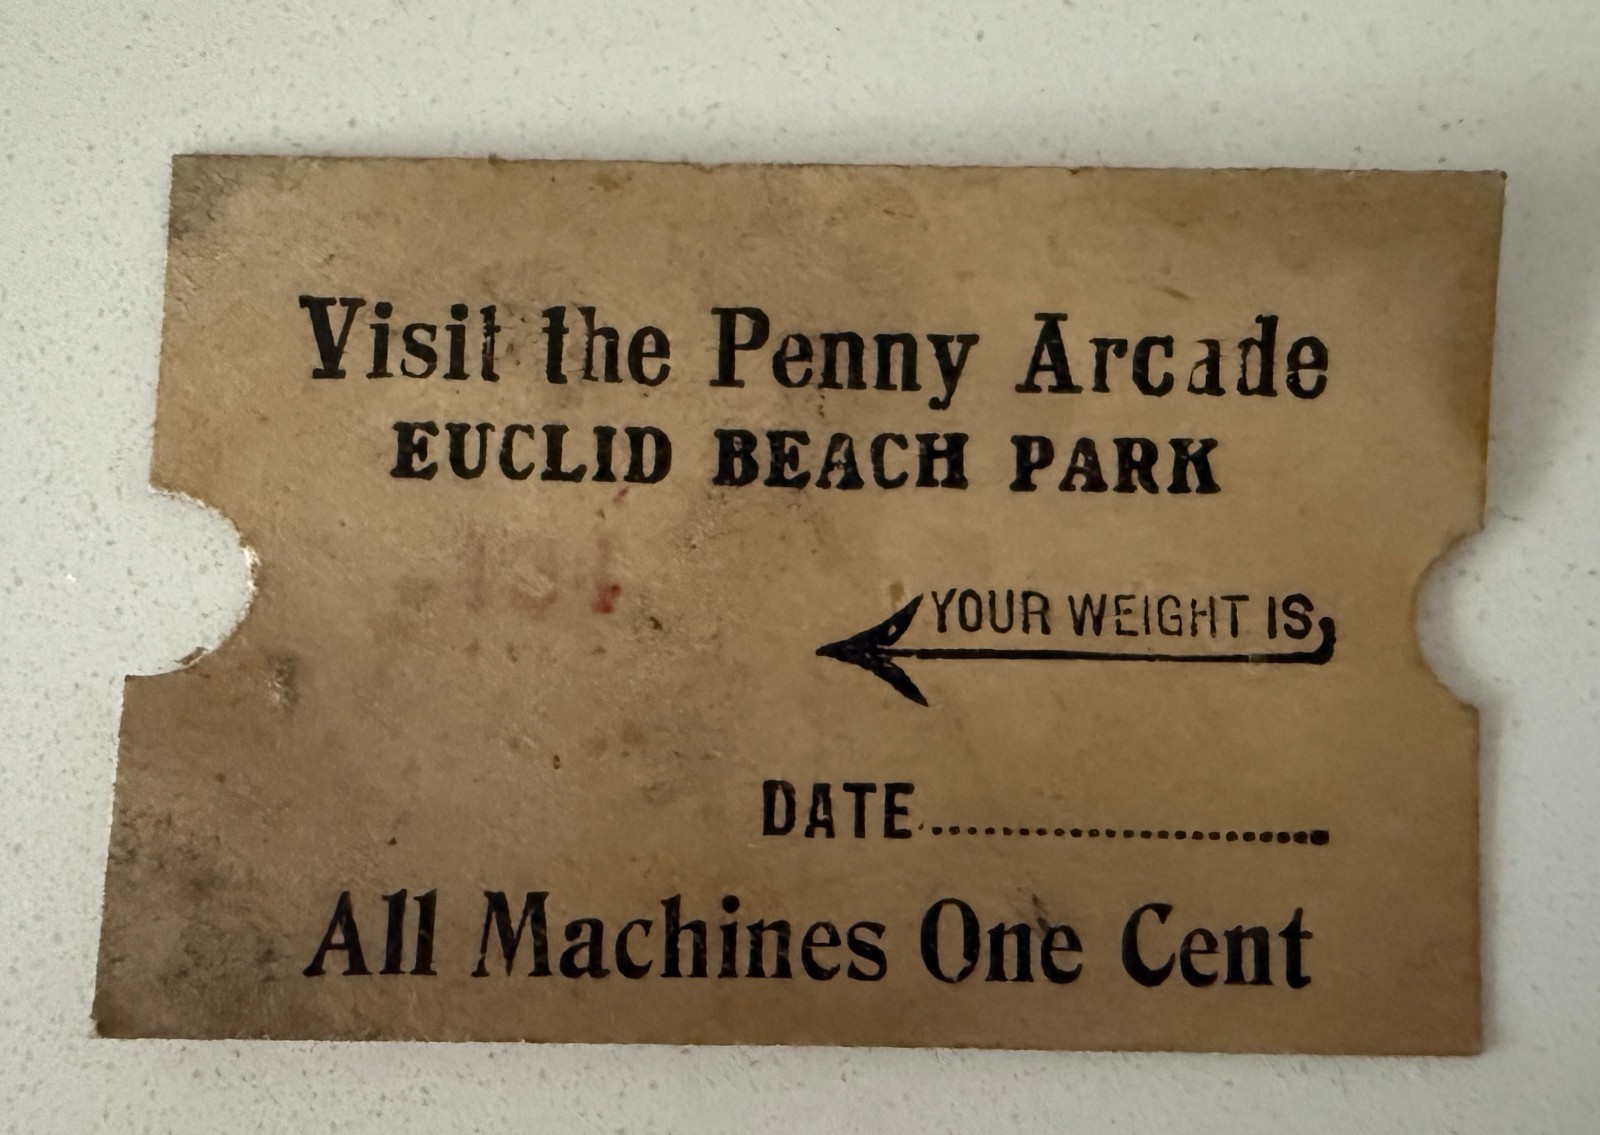 Visit the Penny Arcade
EUCLID BEACH PARK
YOUR WEIGHT IS
DATE......................
All Machines One Cent